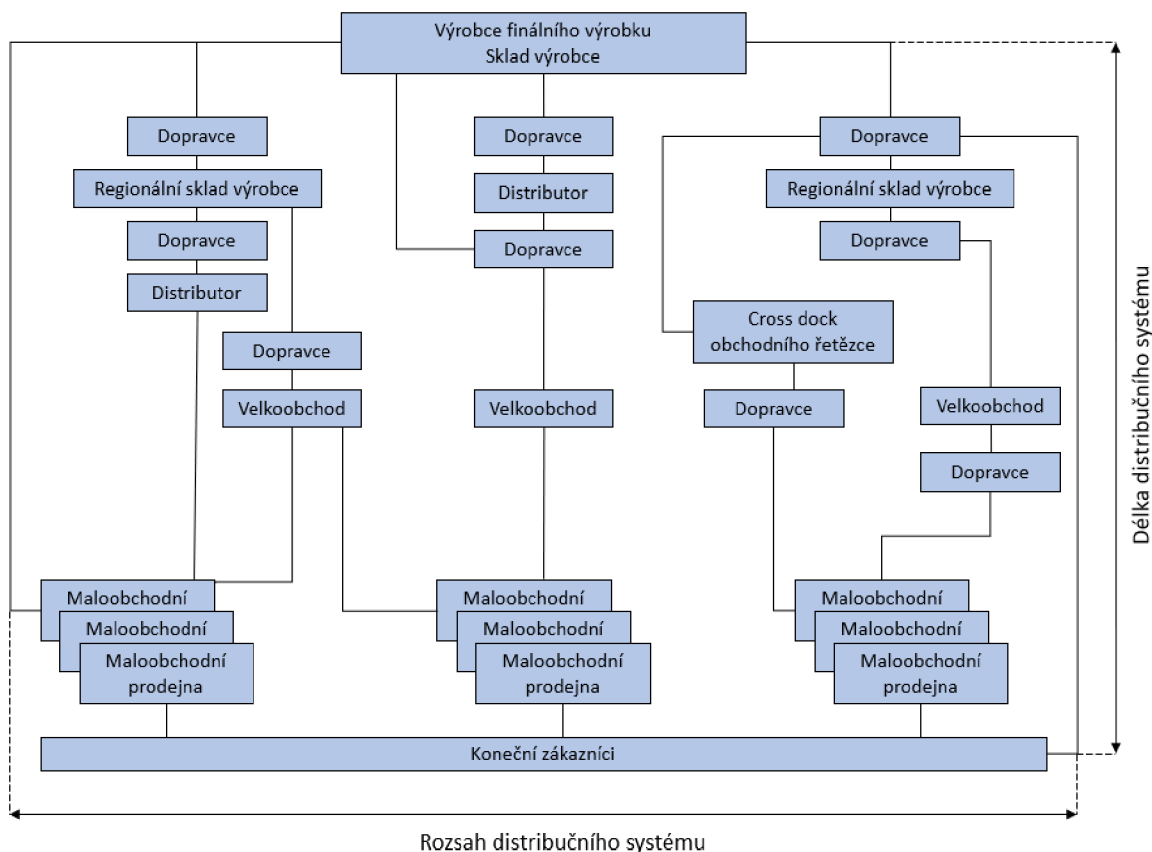 Výrobce finálního výrobku
Sklad výrobce
Dopravce
Dopravce
Dopravce
Regionální sklad výrobce
Distributor
Regionální sklad výrobce
Dopravce
Dopravce
Dopravce
Distributor
Cross dock
obchodního řetězce
Dopravce
Velkoobchod
Velkoobchod
Dopravce
Velkoobchod
Dopravce
Maloobchodní
Maloobchodní
Maloobchodní
prodejna
Maloobchodní
Maloobchodní
Maloobchodní
prodejna
Maloobchodní
Maloobchodní
Maloobchodní
prodejna
Koneční zákazníci
Délka distribučního systému
Rozsah distribučního systému